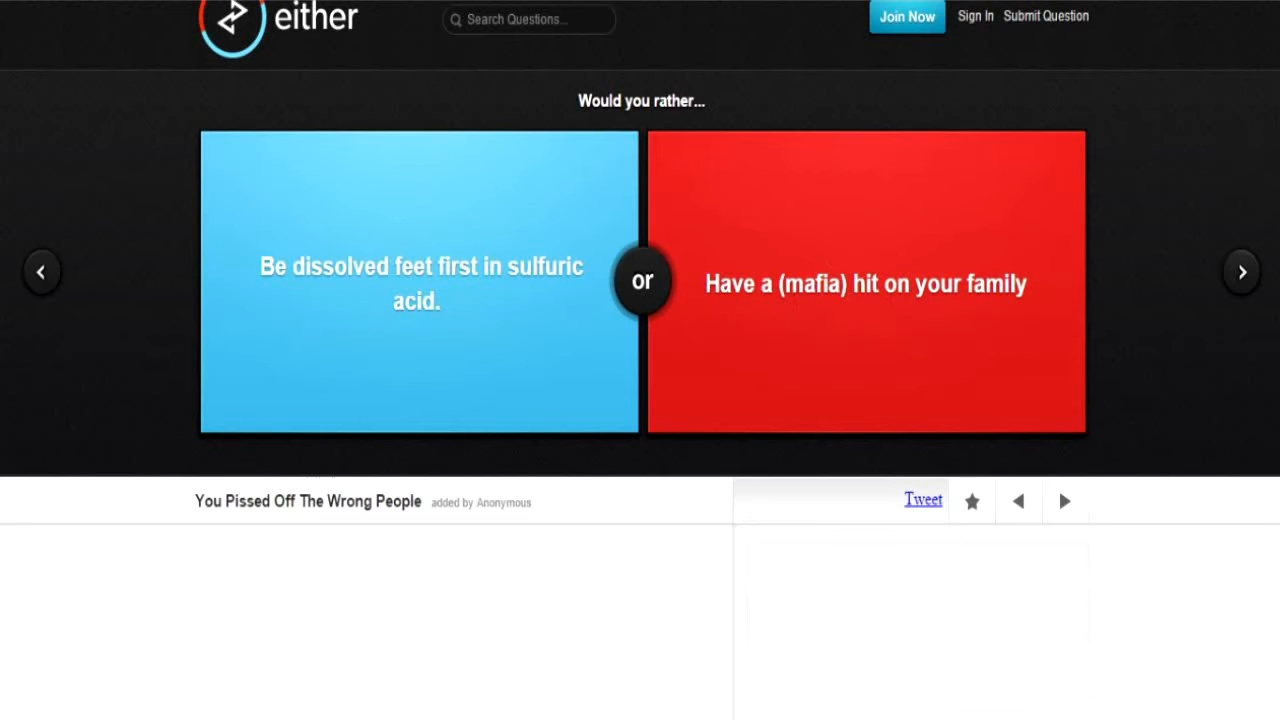 either
Search Questions...
Join Now
Sign In
Submit Question
Would you rather...
Be dissolved feet first in sulfuric
acid.
or
Have a (mafia) hit on your family
You Pissed Off The Wrong People added by Anonymous
Tweet